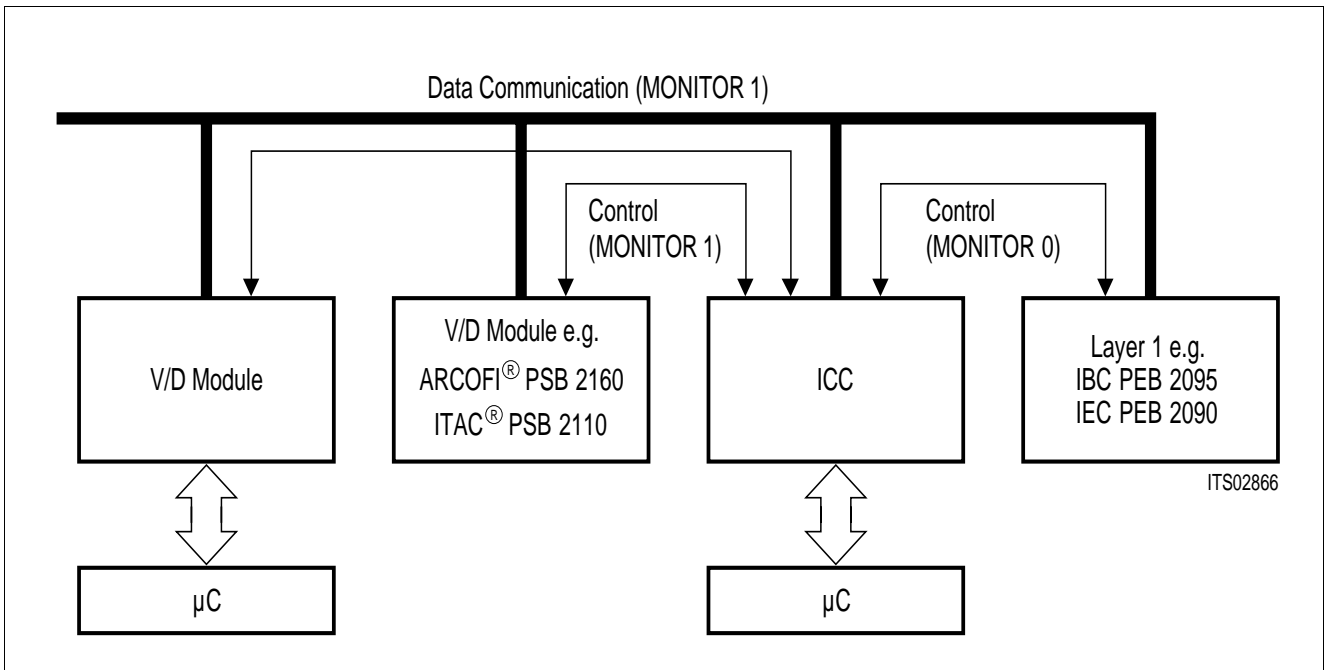 Data Communication (MONITOR 1)
Control
(MONITOR 1)
Control
(MONITOR 0)
V/D Module
V/D Module e.g.
ARCOFI® PSB 2160
ITAC® PSB 2110
ICC
Layer 1 e.g.
IBC PEB 2095
IEC PEB 2090
ITS02866
µC
µC